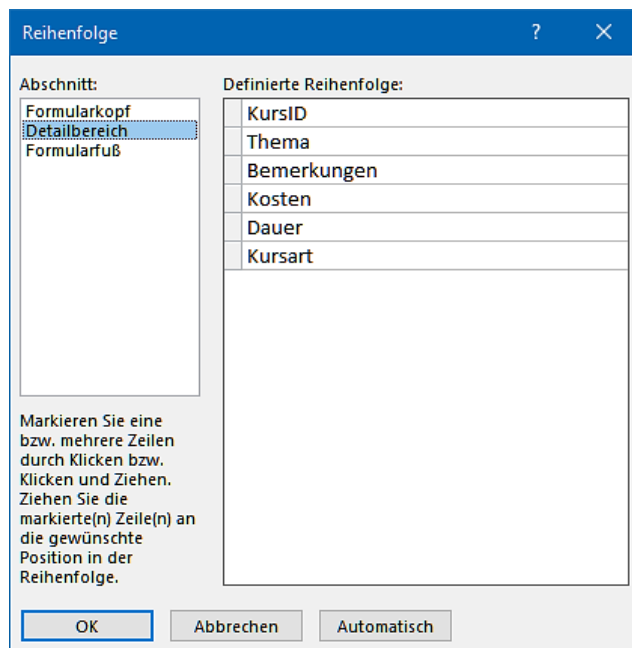 Reihenfolge
?
Abschnitt:
Formularkopf
Detailbereich
Formularfuß
Markieren Sie eine
bzw. mehrere Zeilen
durch Klicken bzw.
Klicken und Ziehen.
Ziehen Sie die
markierte(n) Zeile(n) an
die gewünschte
Position in der
Reihenfolge.
Definierte Reihenfolge:
KursID
Thema
Bemerkungen
Kosten
Dauer
Kursart
OK
Abbrechen
Automatisch